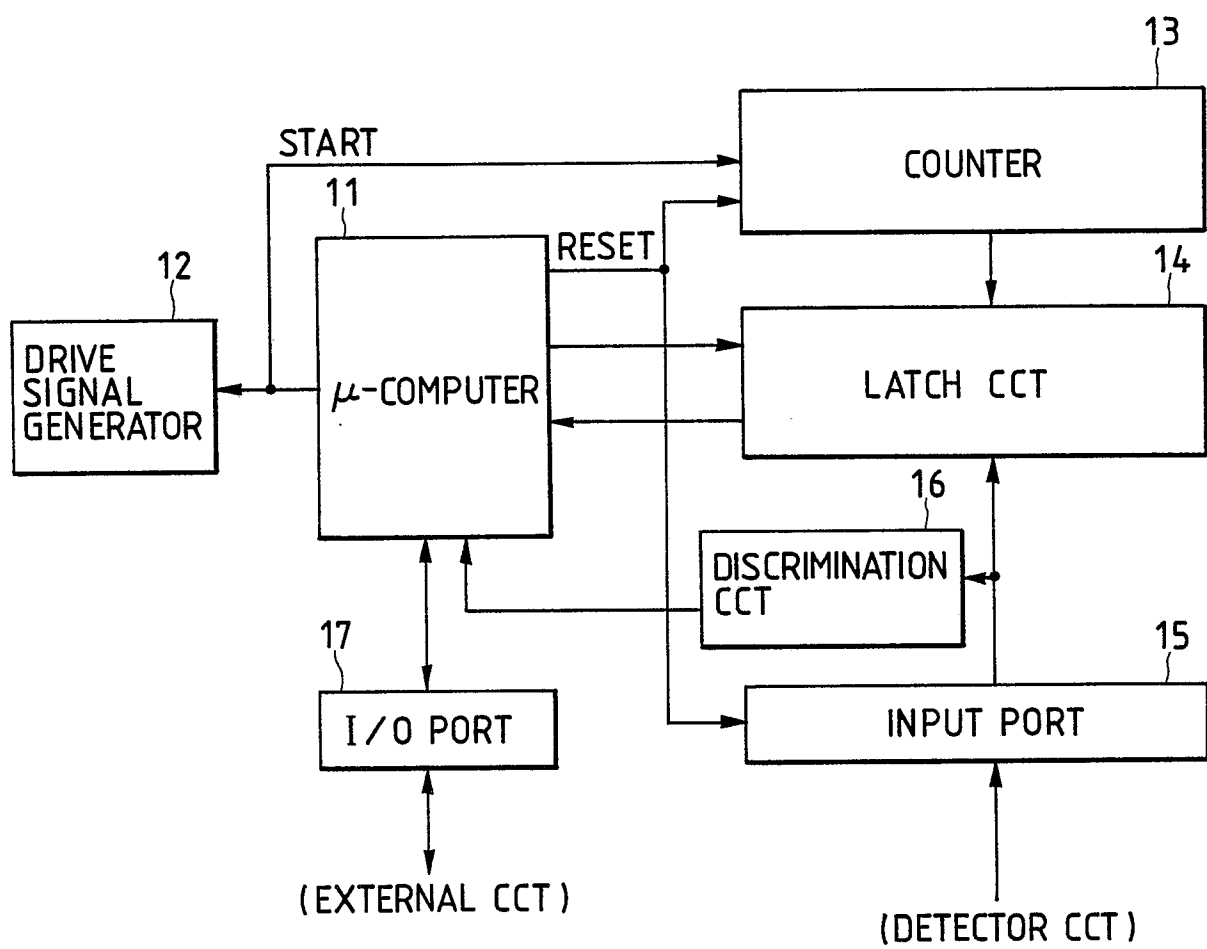 13
COUNTER
START
11
RESET
12
DRIVE
SIGNAL
GENERATOR
μ-COMPUTER
14
LATCH CCT
16
DISCRIMINATION
CCT
17
I/O PORT
15
INPUT PORT
(EXTERNAL CCT)
(DETECTOR CCT)